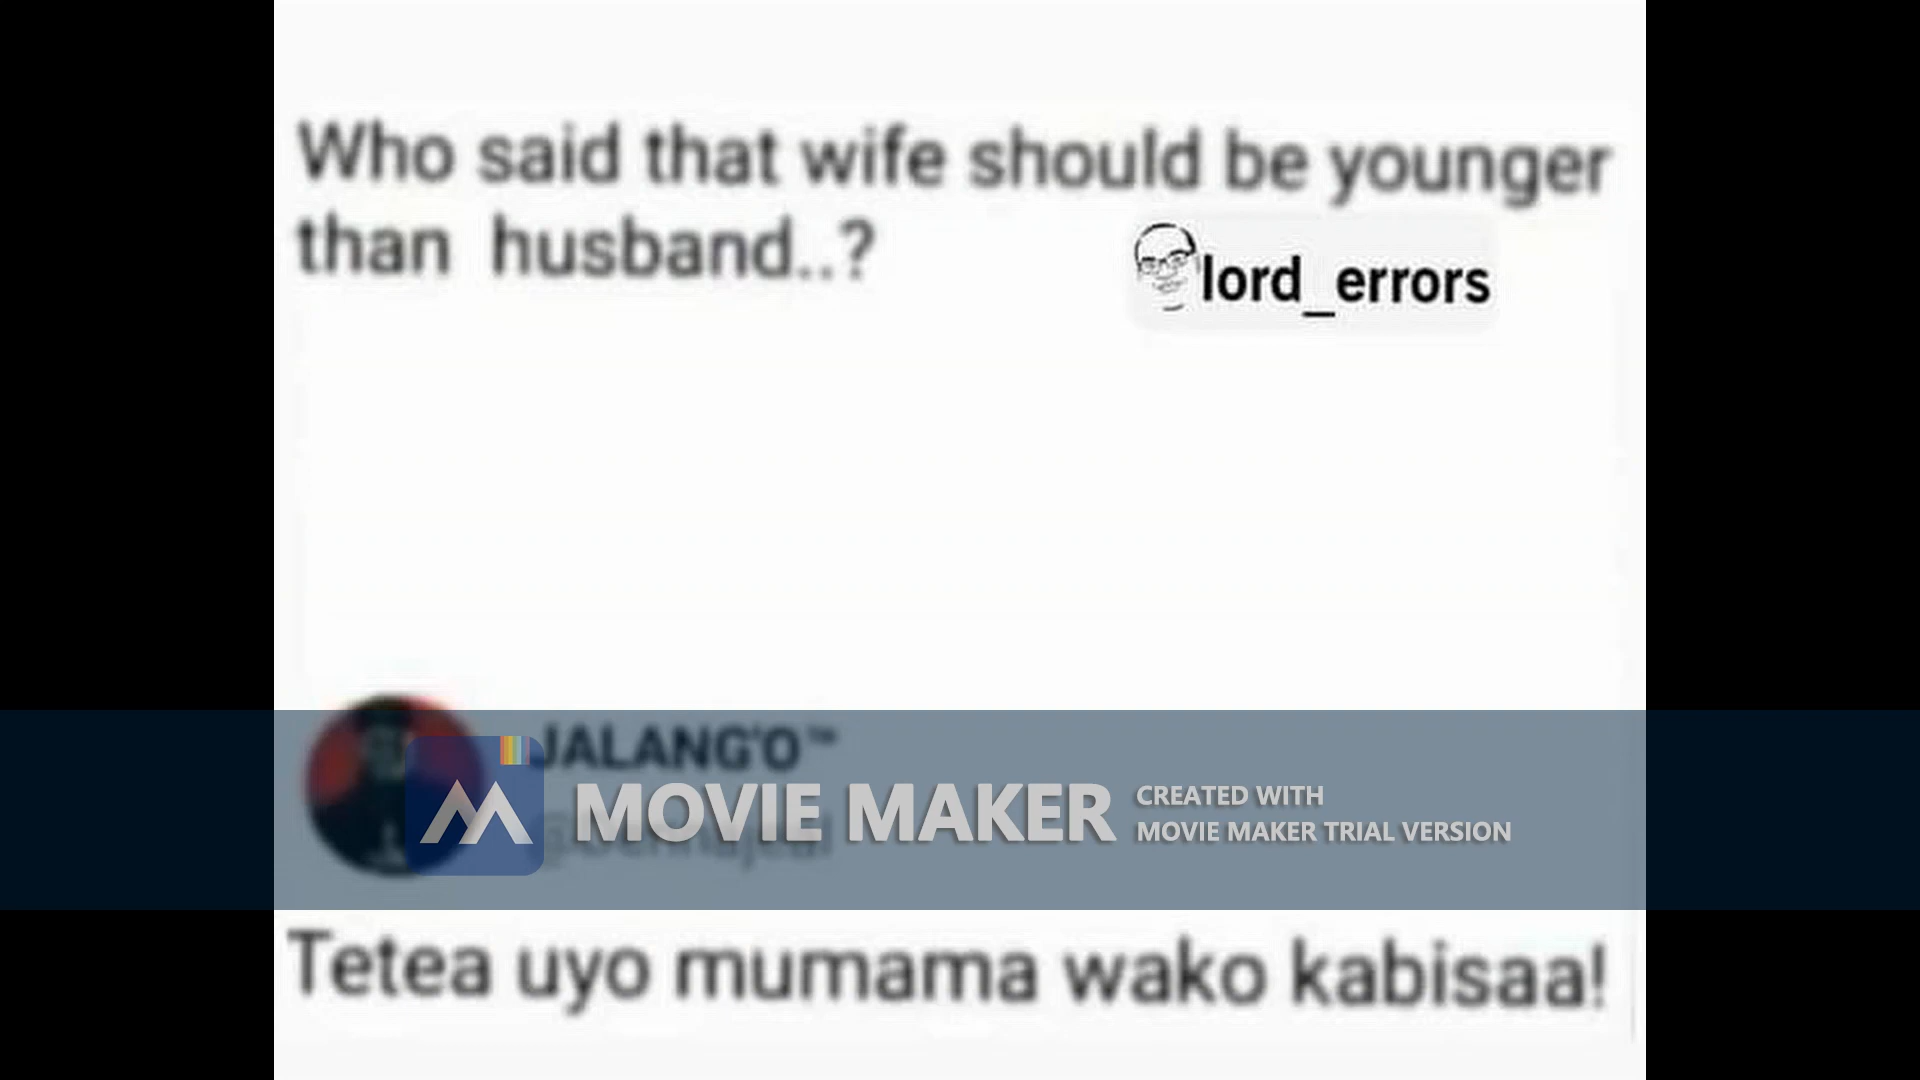 Who said that wife should be younger
than husband..?
lord_errors
JALANG'O™
MOVIE MAKER
CREATED WITH
MOVIE MAKER TRIAL VERSION
Tetea uyo mumama wako kabisaa!